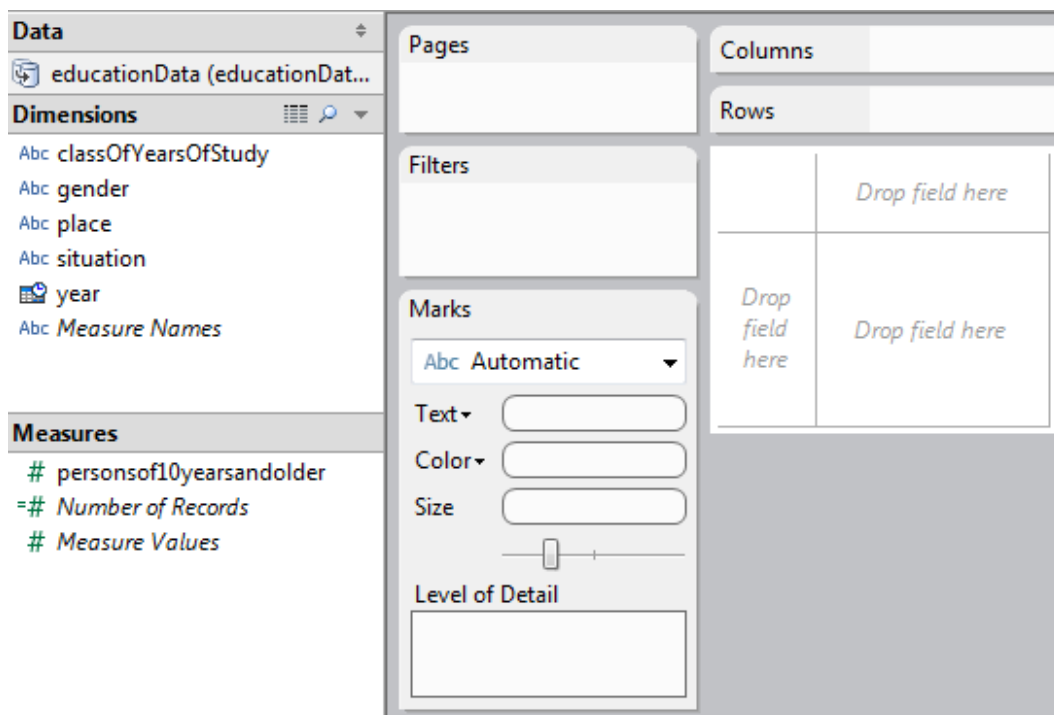 Data
educationData (educationDat...
Dimensions
Abc classOfYearsOfStudy
Abc gender
Abc place
Abc situation
year
Abc Measure Names
Measures
# personsof10yearsandolder
=# Number of Records
# Measure Values
Pages
Filters
Marks
Abc Automatic
Text
Color
Size
Level of Detail
Columns
Rows
Drop field here
Drop
field
here
Drop field here